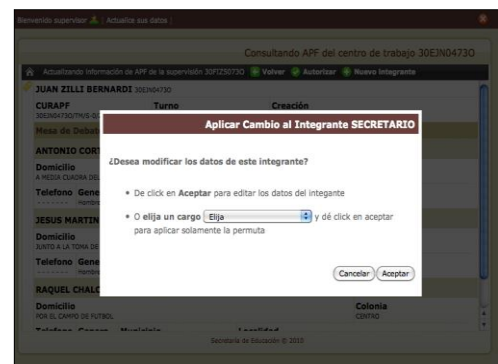 Bienvenido supervisor | Actualice sus datos |
Consultando APF del centro de trabajo 30EJN0473O
Actualizando información de APF de la supervisión 30FIZ5073O Volver Autorizar Nuevo Integrante
JUAN ZILLI BERNARDI 30EJN0473O
CURAPF Turno Creación
Mesa de Debat
Aplicar Cambio al Integrante SECRETARIO
ANTONIO COR
¿Desea modificar los datos de este integrante?
Domicilio
A MEDIA CUADRA DEL
Telefono Gene
------- Hombre
• De click en Aceptar para editar los datos del integante
JESUS MARTIN
• O elija un cargo Elija y dé click en aceptar
para aplicar solamente la permuta
Domicilio
JUNTO A LA TOMA DE
Telefono Gene
------- Hombre
Cancelar Aceptar
RAQUEL CHALC
Domicilio Colonia
POR EL CAMPO DE FUTBOL CENTRO
Telefono Genero Municipio Localidad
Secretaría de Educación © 2010